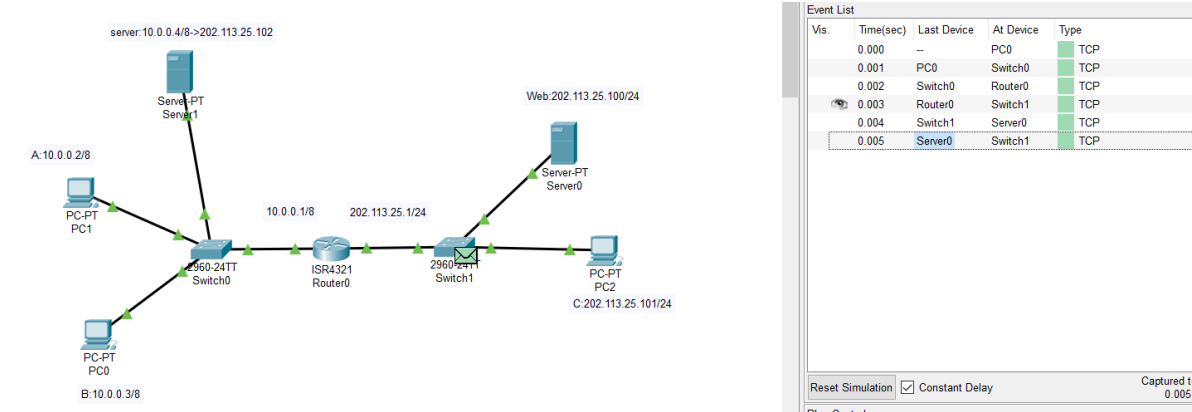 server:10.0.0.4/8->202.113.25.102
Server-PT
Server1
Web:202.113.25.100/24
Server-PT
Server0
A:10.0.0.2/8
PC-PT
PC1
10.0.0.1/8
202.113.25.1/24
2960-24TT
Switch0
ISR4321
Router0
2960-24TT
Switch1
PC-PT
PC2
C:202.113.25.101/24
PC-PT
PC0
B:10.0.0.3/8
Event List
Vis. Time(sec) Last Device At Device Type
0.000 -- PC0 TCP
0.001 PC0 Switch0 TCP
0.002 Switch0 Router0 TCP
0.003 Router0 Switch1 TCP
0.004 Switch1 Server0 TCP
0.005 Server0 Switch1 TCP
Reset Simulation Constant Delay Captured
0.005